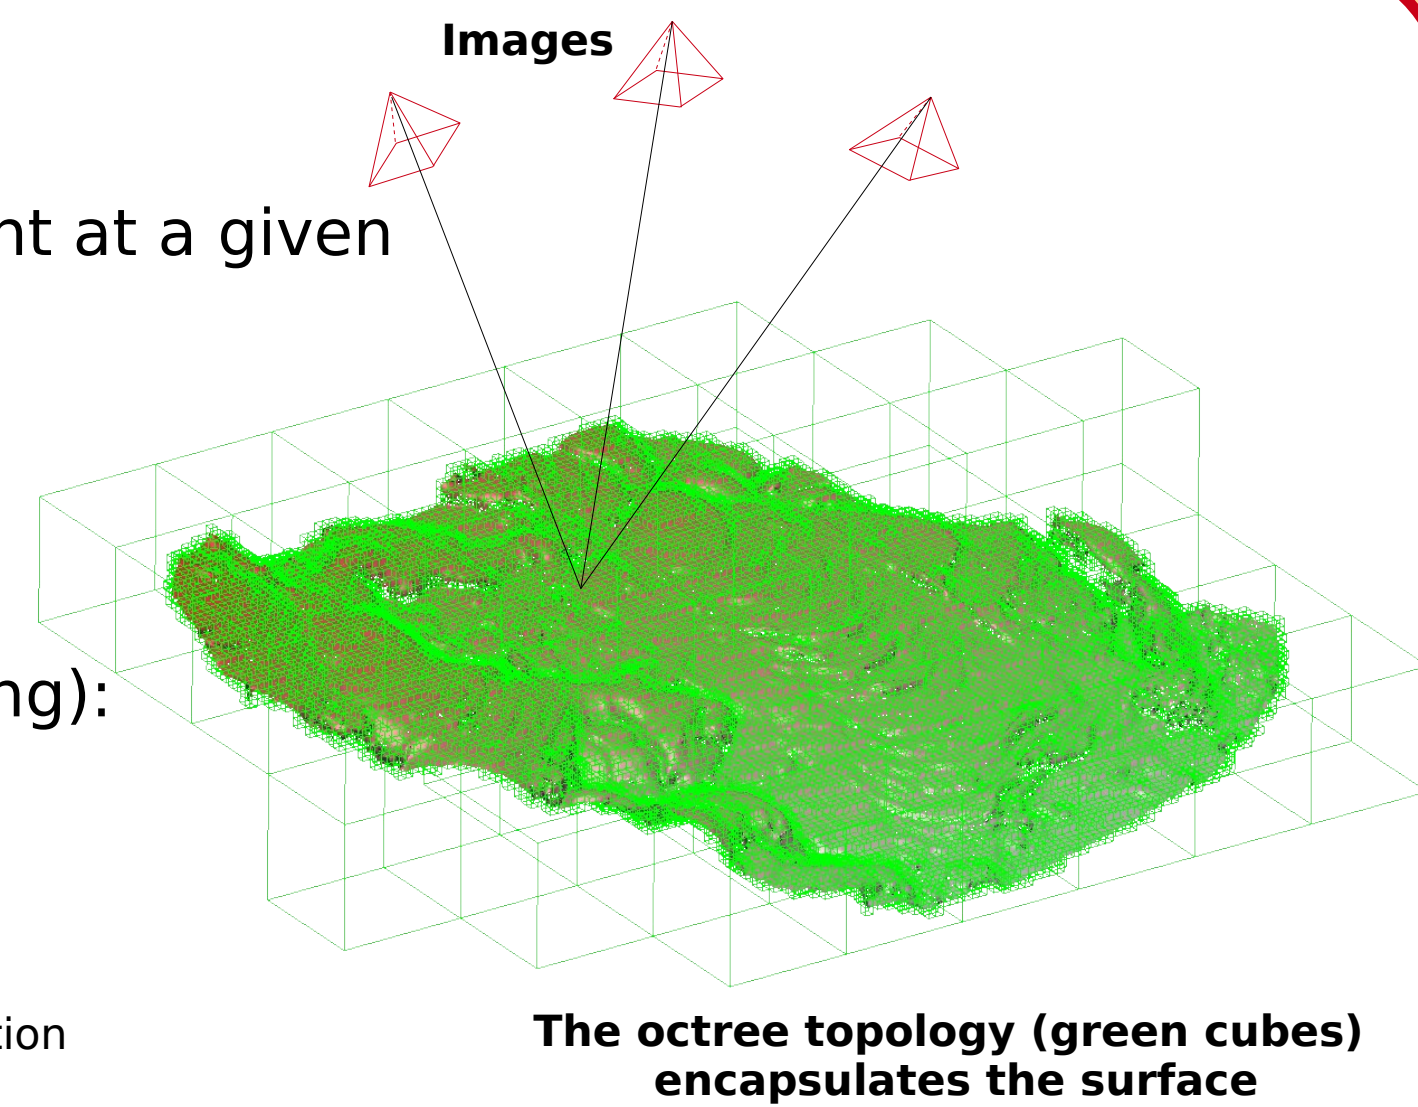 Images
nt at a given
ng):
tion
The octree topology (green cubes)
encapsulates the surface